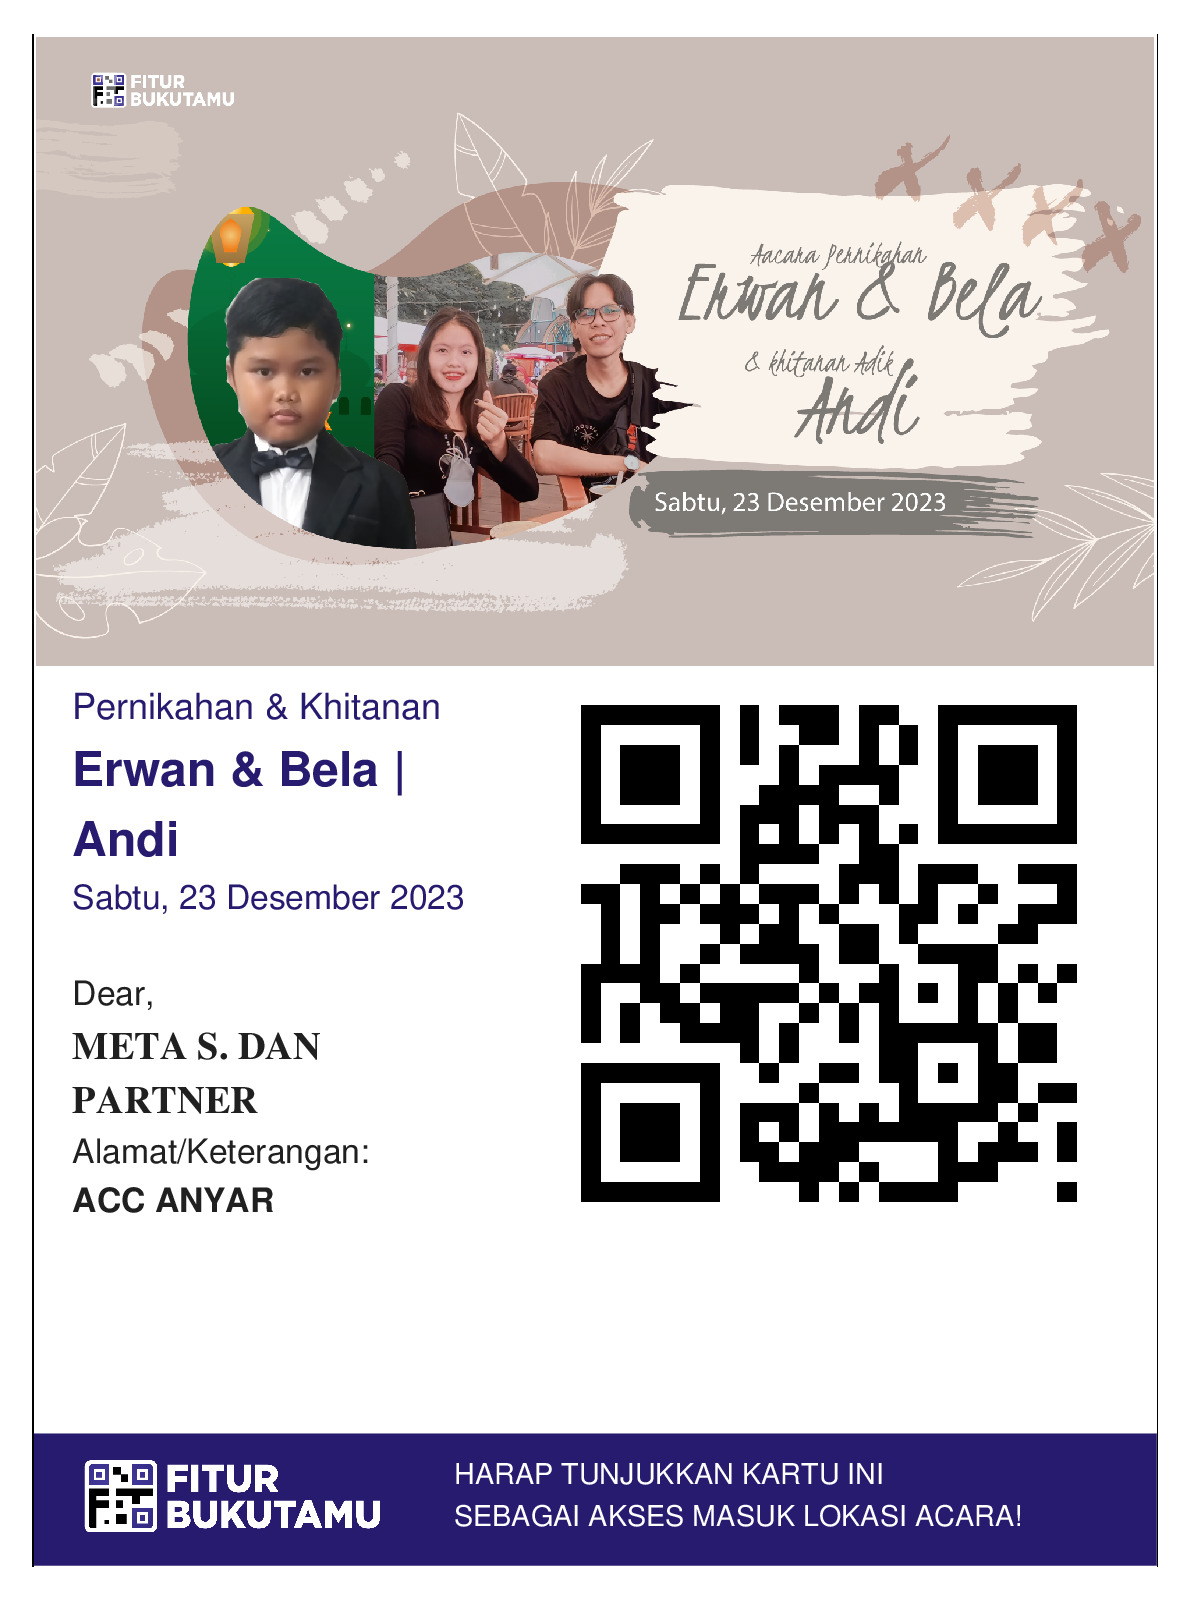 FITUR
BUKUTAMU
Aacara Pernikahan
Erwan & Bela
& khitanan Adik
Andi
Sabtu, 23 Desember 2023
Pernikahan & Khitanan
Erwan & Bela |
Andi
Sabtu, 23 Desember 2023
Dear,
META S. DAN
PARTNER
Alamat/Keterangan:
ACC ANYAR
FITUR
BUKUTAMU
HARAP TUNJUKKAN KARTU INI
SEBAGAI AKSES MASUK LOKASI ACARA!